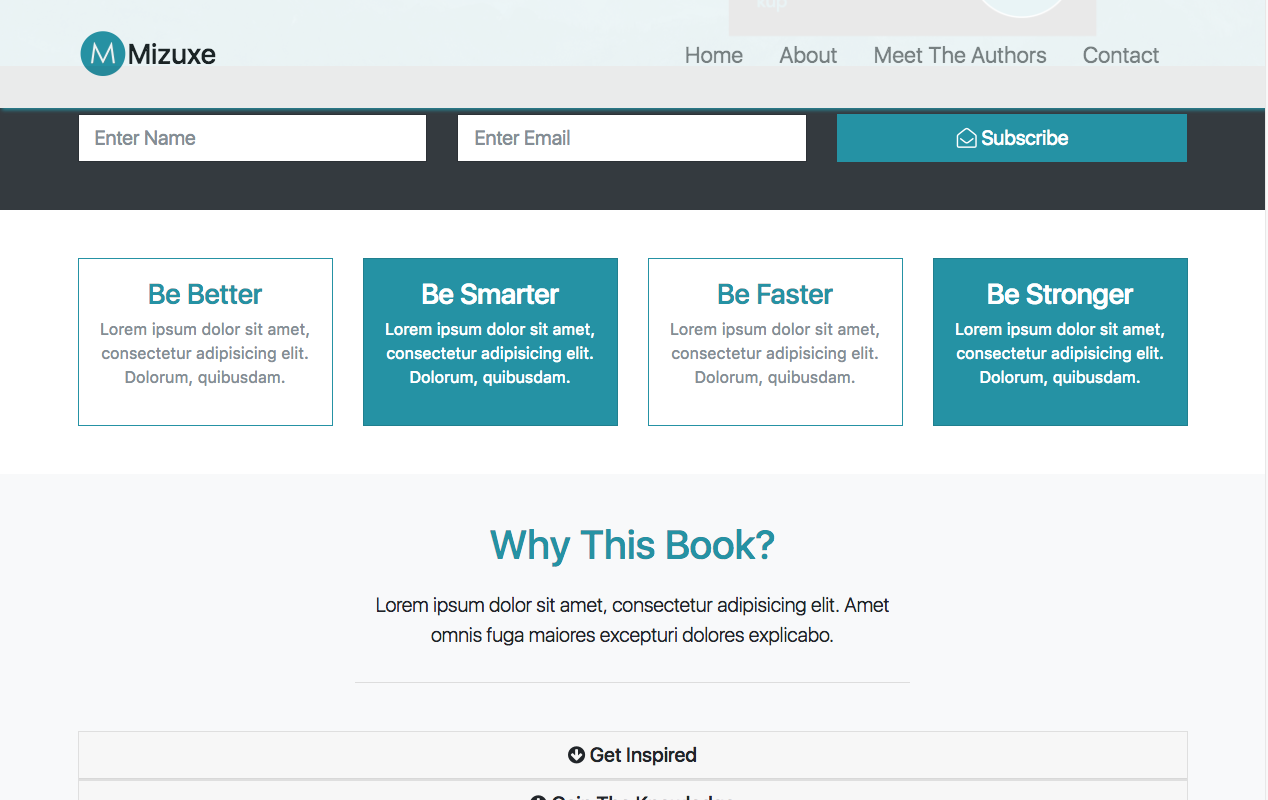 M Mizuxe
Home About Meet The Authors Contact
Enter Name
Enter Email
Subscribe
Be Better
Lorem ipsum dolor sit amet,
consectetur adipisicing elit.
Dolorum, quibusdam.
Be Smarter
Lorem ipsum dolor sit amet,
consectetur adipisicing elit.
Dolorum, quibusdam.
Be Faster
Lorem ipsum dolor sit amet,
consectetur adipisicing elit.
Dolorum, quibusdam.
Be Stronger
Lorem ipsum dolor sit amet,
consectetur adipisicing elit.
Dolorum, quibusdam.
Why This Book?
Lorem ipsum dolor sit amet, consectetur adipisicing elit. Amet
omnis fuga maiores excepturi dolores explicabo.
Get Inspired